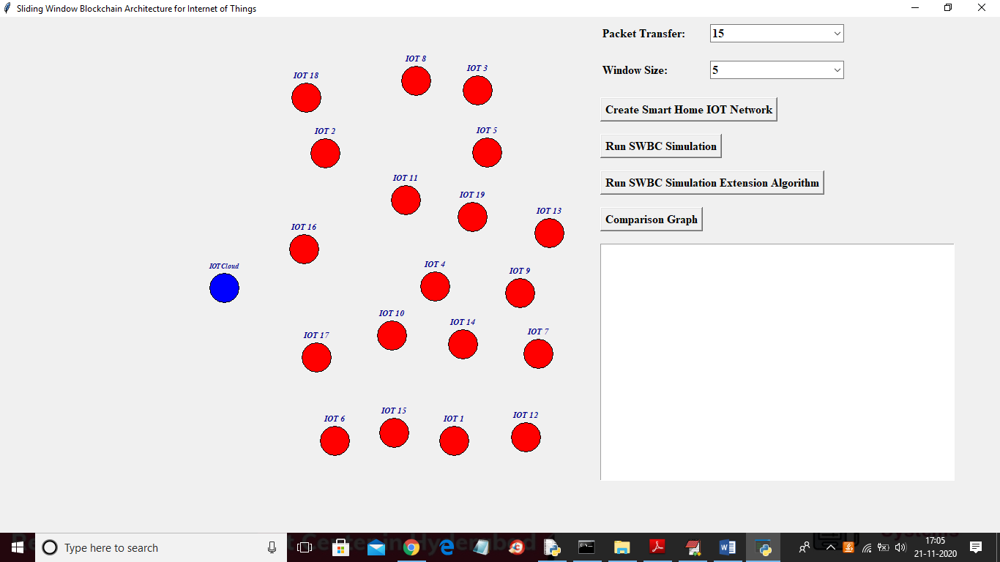 Sliding Window Blockchain Architecture for Internet of Things
Packet Transfer: 15
Window Size: 5
Create Smart Home IOT Network
Run SWBC Simulation
Run SWBC Simulation Extension Algorithm
Comparison Graph
IOT 8
IOT 3
IOT 18
IOT 2
IOT 5
IOT 11
IOT 19
IOT 13
IOT 16
IOT Cloud
IOT 4
IOT 9
IOT 10
IOT 14
IOT 7
IOT 17
IOT 15
IOT 1
IOT 12
IOT 6
Type here to search
17:05
21-11-2020